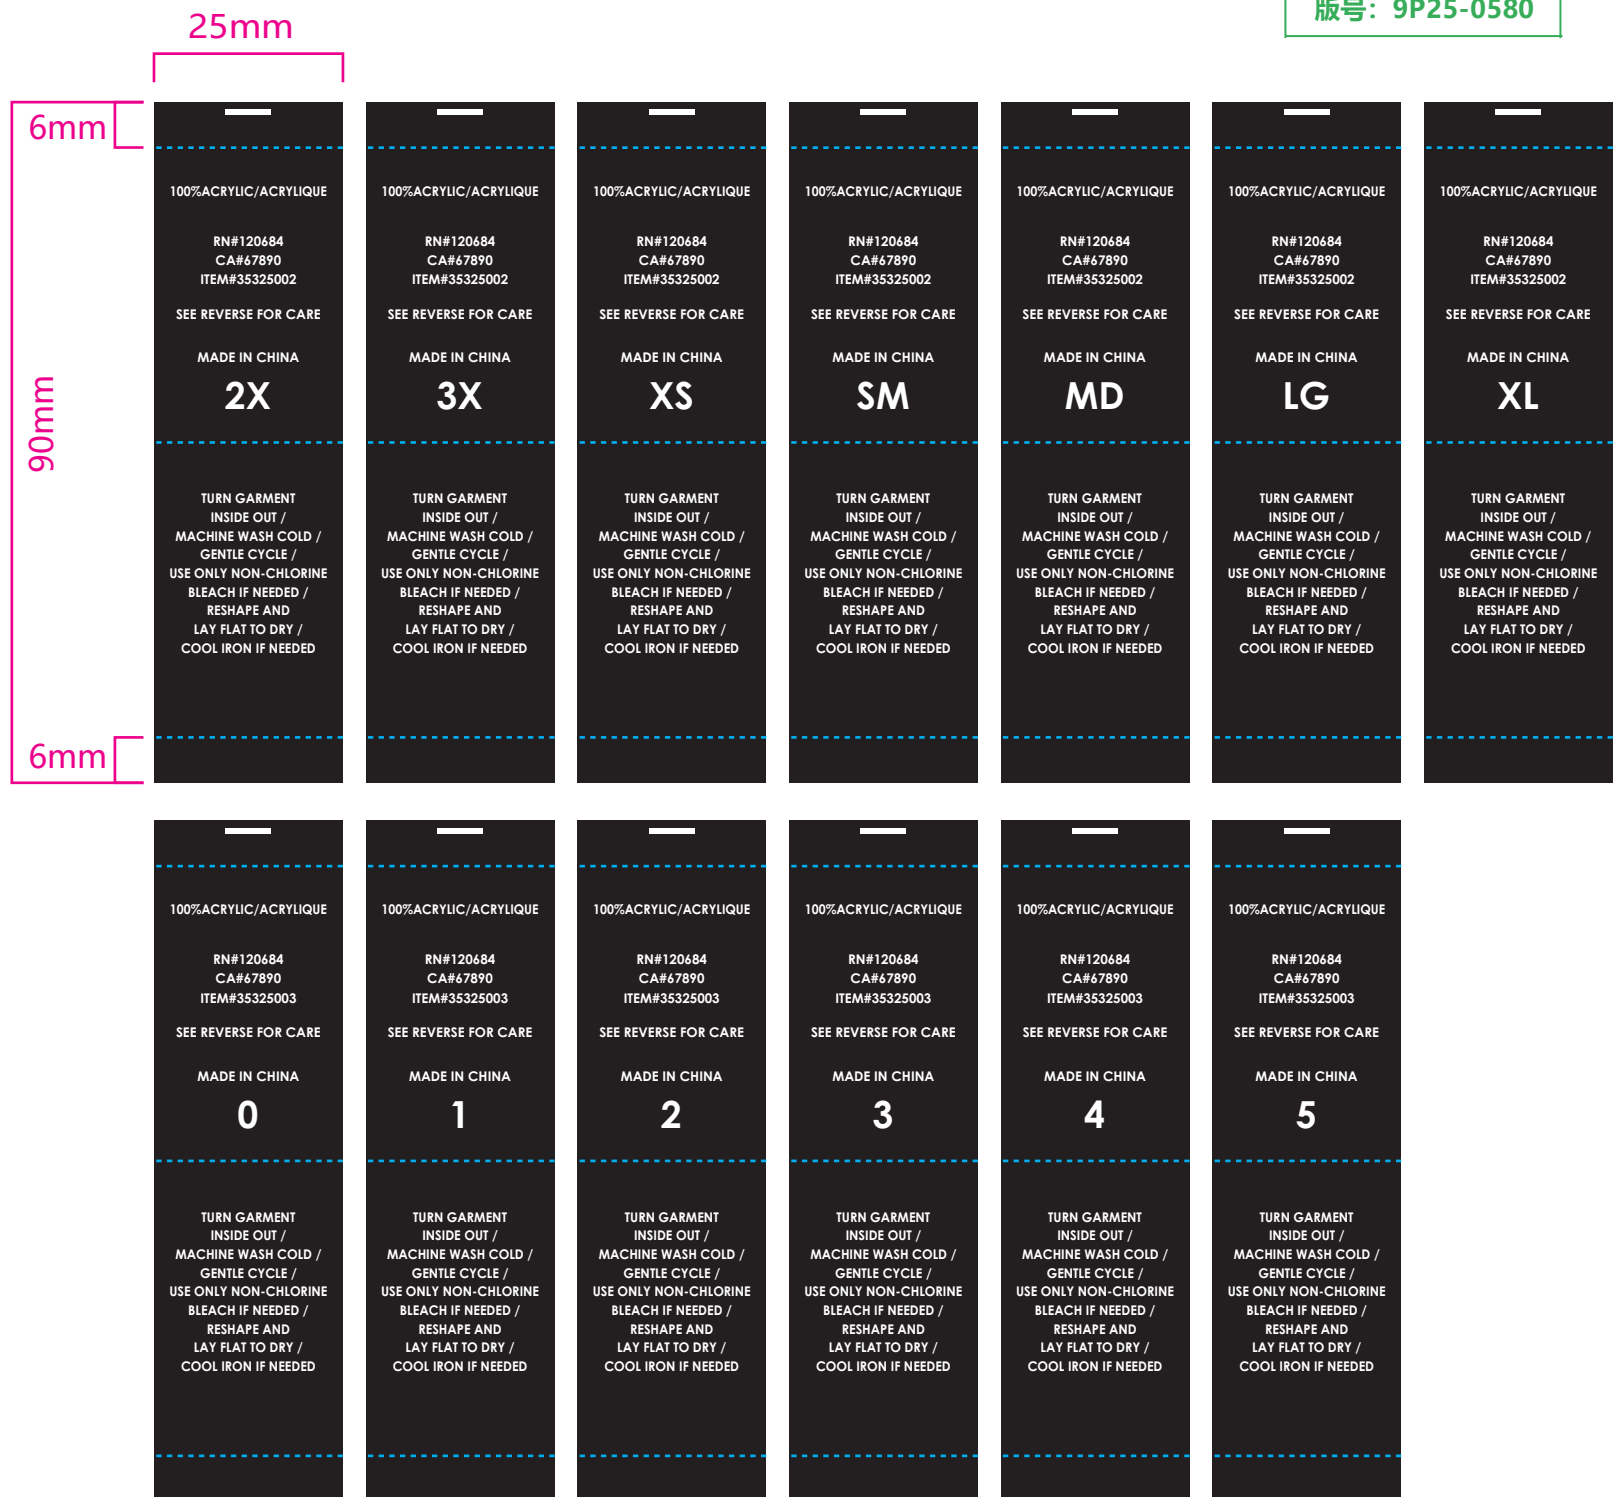 版号：9P25-0580
25mm
6mm
90mm
6mm
100%ACRYLIC/ACRYLIQUE
RN#120684
CA#67890
ITEM#35325002
SEE REVERSE FOR CARE
MADE IN CHINA
2X
TURN GARMENT
INSIDE OUT /
MACHINE WASH COLD /
GENTLE CYCLE /
USE ONLY NON-CHLORINE
BLEACH IF NEEDED /
RESHAPE AND
LAY FLAT TO DRY /
COOL IRON IF NEEDED
100%ACRYLIC/ACRYLIQUE
RN#120684
CA#67890
ITEM#35325002
SEE REVERSE FOR CARE
MADE IN CHINA
3X
TURN GARMENT
INSIDE OUT /
MACHINE WASH COLD /
GENTLE CYCLE /
USE ONLY NON-CHLORINE
BLEACH IF NEEDED /
RESHAPE AND
LAY FLAT TO DRY /
COOL IRON IF NEEDED
100%ACRYLIC/ACRYLIQUE
RN#120684
CA#67890
ITEM#35325002
SEE REVERSE FOR CARE
MADE IN CHINA
XS
TURN GARMENT
INSIDE OUT /
MACHINE WASH COLD /
GENTLE CYCLE /
USE ONLY NON-CHLORINE
BLEACH IF NEEDED /
RESHAPE AND
LAY FLAT TO DRY /
COOL IRON IF NEEDED
100%ACRYLIC/ACRYLIQUE
RN#120684
CA#67890
ITEM#35325002
SEE REVERSE FOR CARE
MADE IN CHINA
SM
TURN GARMENT
INSIDE OUT /
MACHINE WASH COLD /
GENTLE CYCLE /
USE ONLY NON-CHLORINE
BLEACH IF NEEDED /
RESHAPE AND
LAY FLAT TO DRY /
COOL IRON IF NEEDED
100%ACRYLIC/ACRYLIQUE
RN#120684
CA#67890
ITEM#35325002
SEE REVERSE FOR CARE
MADE IN CHINA
MD
TURN GARMENT
INSIDE OUT /
MACHINE WASH COLD /
GENTLE CYCLE /
USE ONLY NON-CHLORINE
BLEACH IF NEEDED /
RESHAPE AND
LAY FLAT TO DRY /
COOL IRON IF NEEDED
100%ACRYLIC/ACRYLIQUE
RN#120684
CA#67890
ITEM#35325002
SEE REVERSE FOR CARE
MADE IN CHINA
LG
TURN GARMENT
INSIDE OUT /
MACHINE WASH COLD /
GENTLE CYCLE /
USE ONLY NON-CHLORINE
BLEACH IF NEEDED /
RESHAPE AND
LAY FLAT TO DRY /
COOL IRON IF NEEDED
100%ACRYLIC/ACRYLIQUE
RN#120684
CA#67890
ITEM#35325002
SEE REVERSE FOR CARE
MADE IN CHINA
XL
TURN GARMENT
INSIDE OUT /
MACHINE WASH COLD /
GENTLE CYCLE /
USE ONLY NON-CHLORINE
BLEACH IF NEEDED /
RESHAPE AND
LAY FLAT TO DRY /
COOL IRON IF NEEDED
100%ACRYLIC/ACRYLIQUE
RN#120684
CA#67890
ITEM#35325003
SEE REVERSE FOR CARE
MADE IN CHINA
0
TURN GARMENT
INSIDE OUT /
MACHINE WASH COLD /
GENTLE CYCLE /
USE ONLY NON-CHLORINE
BLEACH IF NEEDED /
RESHAPE AND
LAY FLAT TO DRY /
COOL IRON IF NEEDED
100%ACRYLIC/ACRYLIQUE
RN#120684
CA#67890
ITEM#35325003
SEE REVERSE FOR CARE
MADE IN CHINA
1
TURN GARMENT
INSIDE OUT /
MACHINE WASH COLD /
GENTLE CYCLE /
USE ONLY NON-CHLORINE
BLEACH IF NEEDED /
RESHAPE AND
LAY FLAT TO DRY /
COOL IRON IF NEEDED
100%ACRYLIC/ACRYLIQUE
RN#120684
CA#67890
ITEM#35325003
SEE REVERSE FOR CARE
MADE IN CHINA
2
TURN GARMENT
INSIDE OUT /
MACHINE WASH COLD /
GENTLE CYCLE /
USE ONLY NON-CHLORINE
BLEACH IF NEEDED /
RESHAPE AND
LAY FLAT TO DRY /
COOL IRON IF NEEDED
100%ACRYLIC/ACRYLIQUE
RN#120684
CA#67890
ITEM#35325003
SEE REVERSE FOR CARE
MADE IN CHINA
3
TURN GARMENT
INSIDE OUT /
MACHINE WASH COLD /
GENTLE CYCLE /
USE ONLY NON-CHLORINE
BLEACH IF NEEDED /
RESHAPE AND
LAY FLAT TO DRY /
COOL IRON IF NEEDED
100%ACRYLIC/ACRYLIQUE
RN#120684
CA#67890
ITEM#35325003
SEE REVERSE FOR CARE
MADE IN CHINA
4
TURN GARMENT
INSIDE OUT /
MACHINE WASH COLD /
GENTLE CYCLE /
USE ONLY NON-CHLORINE
BLEACH IF NEEDED /
RESHAPE AND
LAY FLAT TO DRY /
COOL IRON IF NEEDED
100%ACRYLIC/ACRYLIQUE
RN#120684
CA#67890
ITEM#35325003
SEE REVERSE FOR CARE
MADE IN CHINA
5
TURN GARMENT
INSIDE OUT /
MACHINE WASH COLD /
GENTLE CYCLE /
USE ONLY NON-CHLORINE
BLEACH IF NEEDED /
RESHAPE AND
LAY FLAT TO DRY /
COOL IRON IF NEEDED